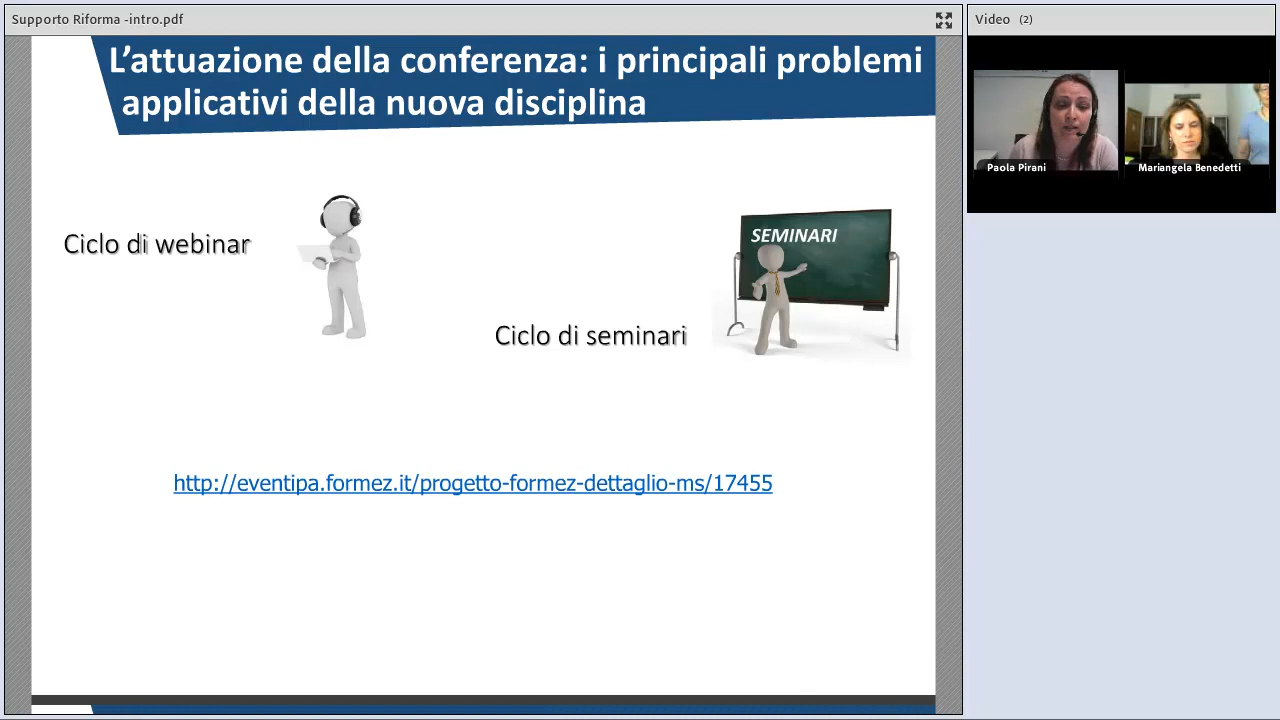 Supporto Riforma -intro.pdf
Video (2)
L'attuazione della conferenza: i principali problemi
applicativi della nuova disciplina
Paola Pirani
Mariangela Benedetti
Ciclo di webinar
SEMINARI
Ciclo di seminari
http://eventipa.formez.it/progetto-formez-dettaglio-ms/17455